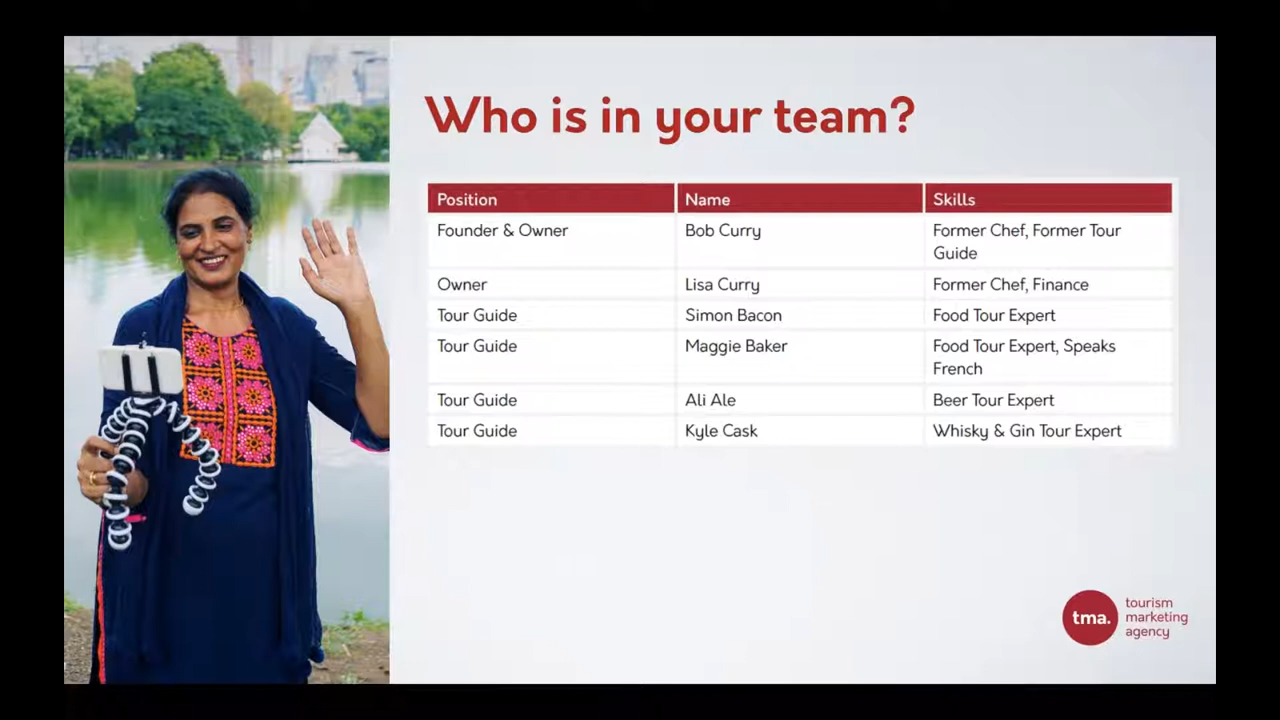 Who is in your team?
Position Name Skills
Founder & Owner Bob Curry Former Chef, Former Tour
Guide
Owner Lisa Curry Former Chef, Finance
Tour Guide Simon Bacon Food Tour Expert
Tour Guide Maggie Baker Food Tour Expert, Speaks
French
Tour Guide Ali Ale Beer Tour Expert
Tour Guide Kyle Cask Whisky & Gin Tour Expert
tma.
tourism
marketing
agency